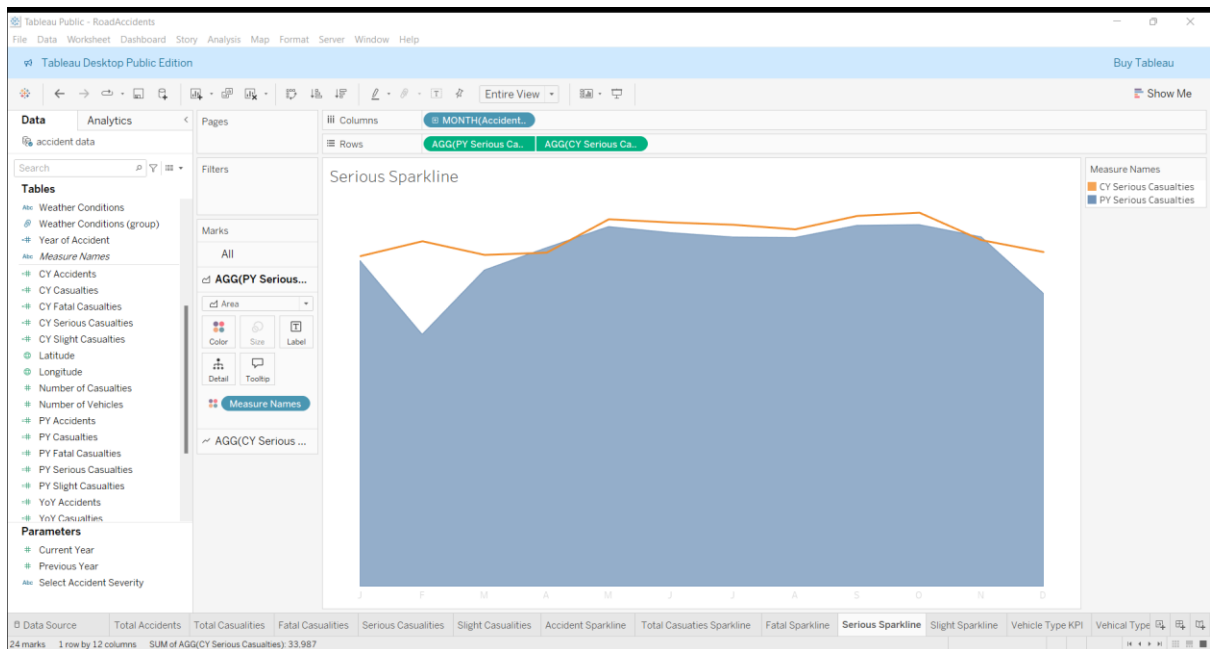 Tableau Public - RoadAccidents
File Data Worksheet Dashboard Story Analysis Map Format Server Window Help
Tableau Desktop Public Edition
Buy Tableau
Entire View
Show Me
Data Analytics
accident data
Search
Tables
Abc Weather Conditions
Weather Conditions (group)
Year of Accident
Abc Measure Names
CY Accidents
CY Casualties
CY Fatal Casualties
CY Serious Casualties
CY Slight Casualties
Latitude
Longitude
Number of Casualties
Number of Vehicles
PY Accidents
PY Casualties
PY Fatal Casualties
PY Serious Casualties
PY Slight Casualties
YoY Accidents
YoY Casualties
Parameters
Current Year
Previous Year
Abc Select Accident Severity
Pages
Filters
Marks
All
AGG(PY Serious...
Area
Color Size Label
Detail Tooltip
Measure Names
AGG(CY Serious ...
Columns MONTH(Accident..
Rows AGG(PY Serious Ca.. AGG(CY Serious Ca..
Serious Sparkline
J F M A M J J A S O N D
Measure Names
CY Serious Casualties
PY Serious Casualties
Data Source Total Accidents Total Casualities Fatal Casualities Serious Casualities Slight Casualities Accident Sparkline Total Casuaties Sparkline Fatal Sparkline Serious Sparkline Slight Sparkline Vehicle Type KPI Vehical Type
24 marks 1 row by 12 columns SUM of AGG(CY Serious Casualties): 33,987